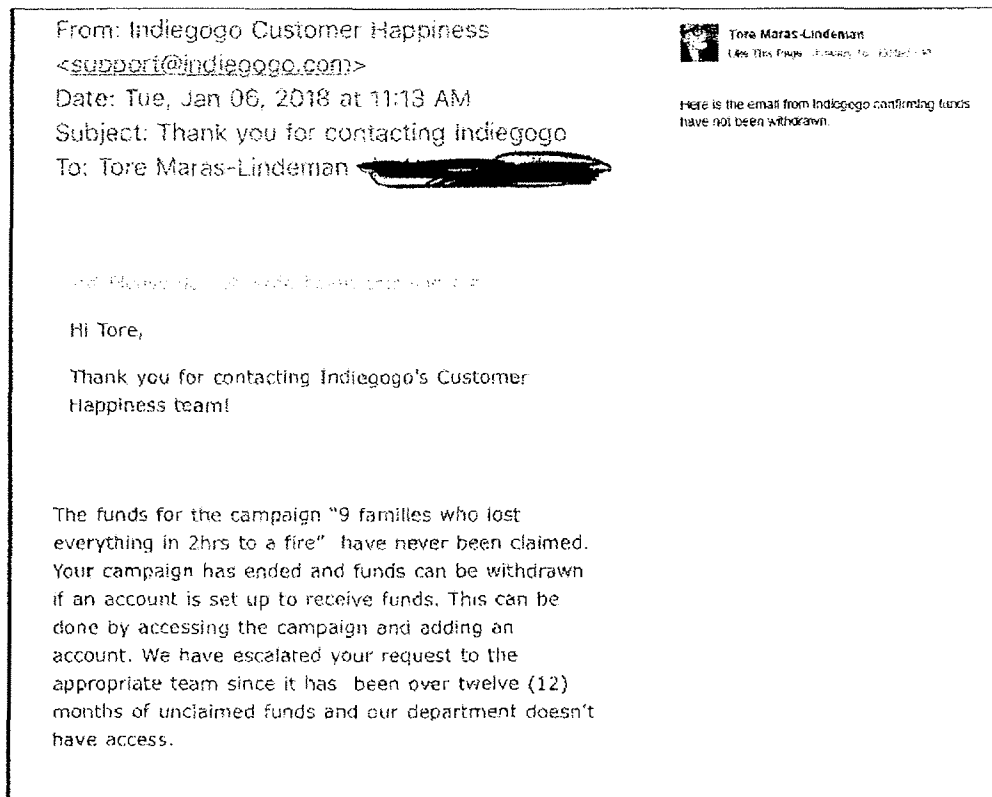 From: Indiegogo Customer Happiness
<support@indiegogo.com>
Date: Tue, Jan 06, 2018 at 11:13 AM
Subject: Thank you for contacting Indiegogo
To: Tore Maras-Lindeman
Hi Tore,
Thank you for contacting Indiegogo's Customer
Happiness team!
The funds for the campaign "9 families who lost
everything in 2hrs to a fire" have never been claimed.
Your campaign has ended and funds can be withdrawn
if an account is set up to receive funds. This can be
done by accessing the campaign and adding an
account. We have escalated your request to the
appropriate team since it has been over twelve (12)
months of unclaimed funds and our department doesn't
have access.
Tore Maras-Lindeman
Like This Page
Here is the email from Indiegogo confirming funds
have not been withdrawn.